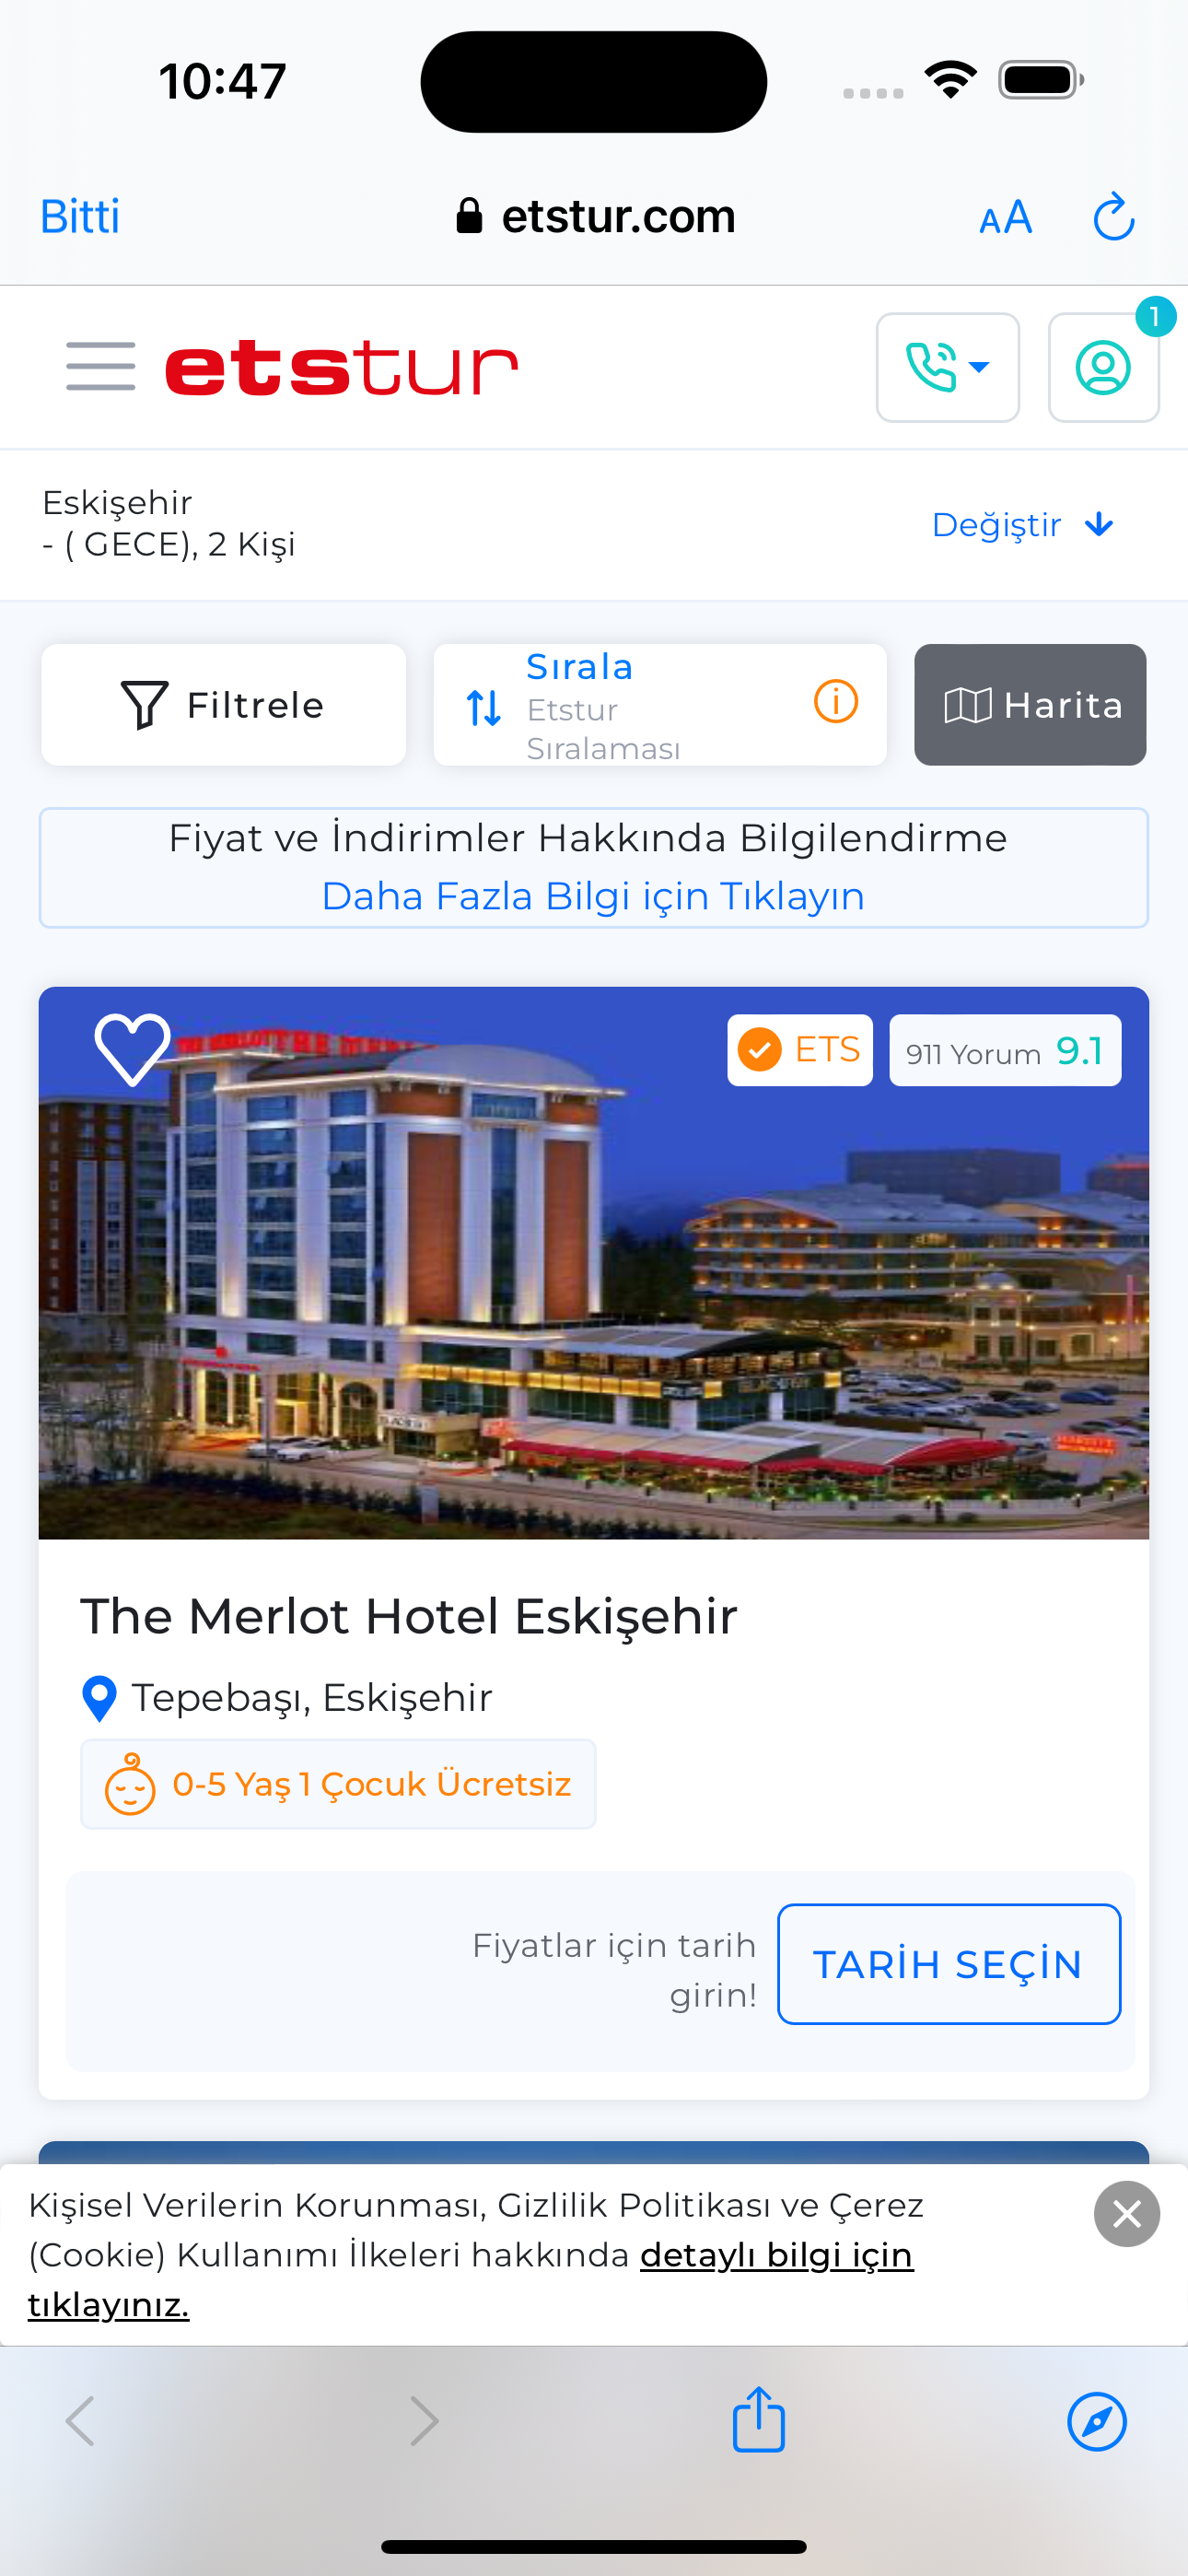 10:47
Bitti
etstur.com
AA
etstur
1
Eskişehir
- ( GECE), 2 Kişi
Değiştir
Filtrele
Sırala
Etstur
Sıralaması
Harita
Fiyat ve İndirimler Hakkında Bilgilendirme
Daha Fazla Bilgi için Tıklayın
ETS
911 Yorum 9.1
The Merlot Hotel Eskişehir
Tepebaşı, Eskişehir
0-5 Yaş 1 Çocuk Ücretsiz
Fiyatlar için tarih
girin!
TARİH SEÇİN
Kişisel Verilerin Korunması, Gizlilik Politikası ve Çerez
(Cookie) Kullanımı İlkeleri hakkında detaylı bilgi için
tıklayınız.